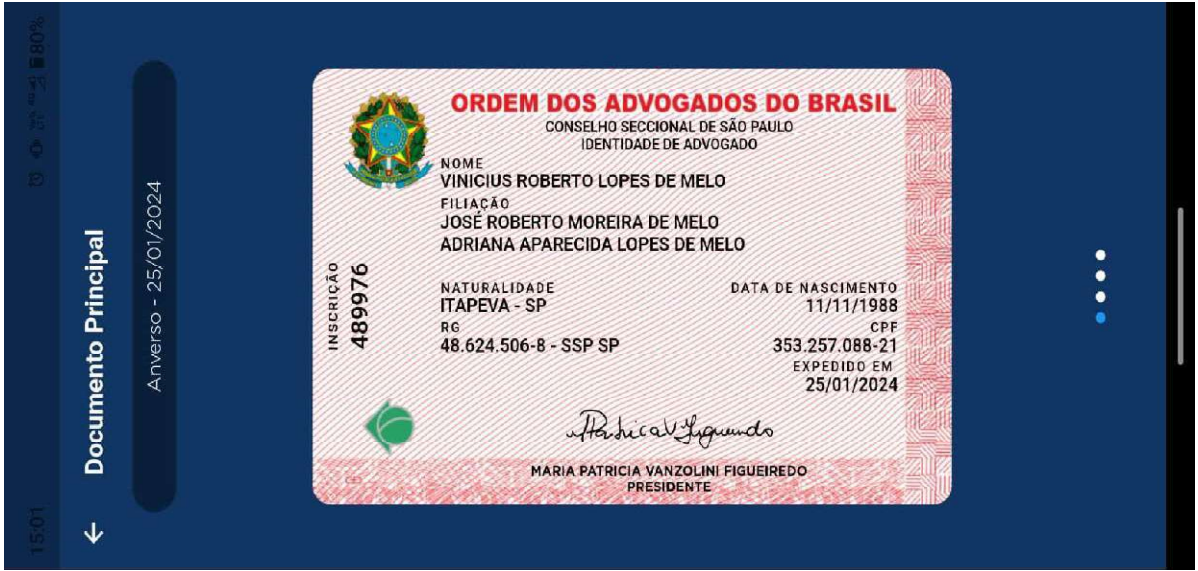 15:01
80%
Documento Principal
Anverso - 25/01/2024
ORDEM DOS ADVOGADOS DO BRASIL
CONSELHO SECCIONAL DE SÃO PAULO
IDENTIDADE DE ADVOGADO
NOME
VINICIUS ROBERTO LOPES DE MELO
FILIAÇÃO
JOSÉ ROBERTO MOREIRA DE MELO
ADRIANA APARECIDA LOPES DE MELO
INSCRIÇÃO
489976
NATURALIDADE DATA DE NASCIMENTO
ITAPEVA - SP 11/11/1988
RG CPF
48.624.506-8 - SSP SP 353.257.088-21
EXPEDIDO EM
25/01/2024
MARIA PATRICIA VANZOLINI FIGUEIREDO
PRESIDENTE